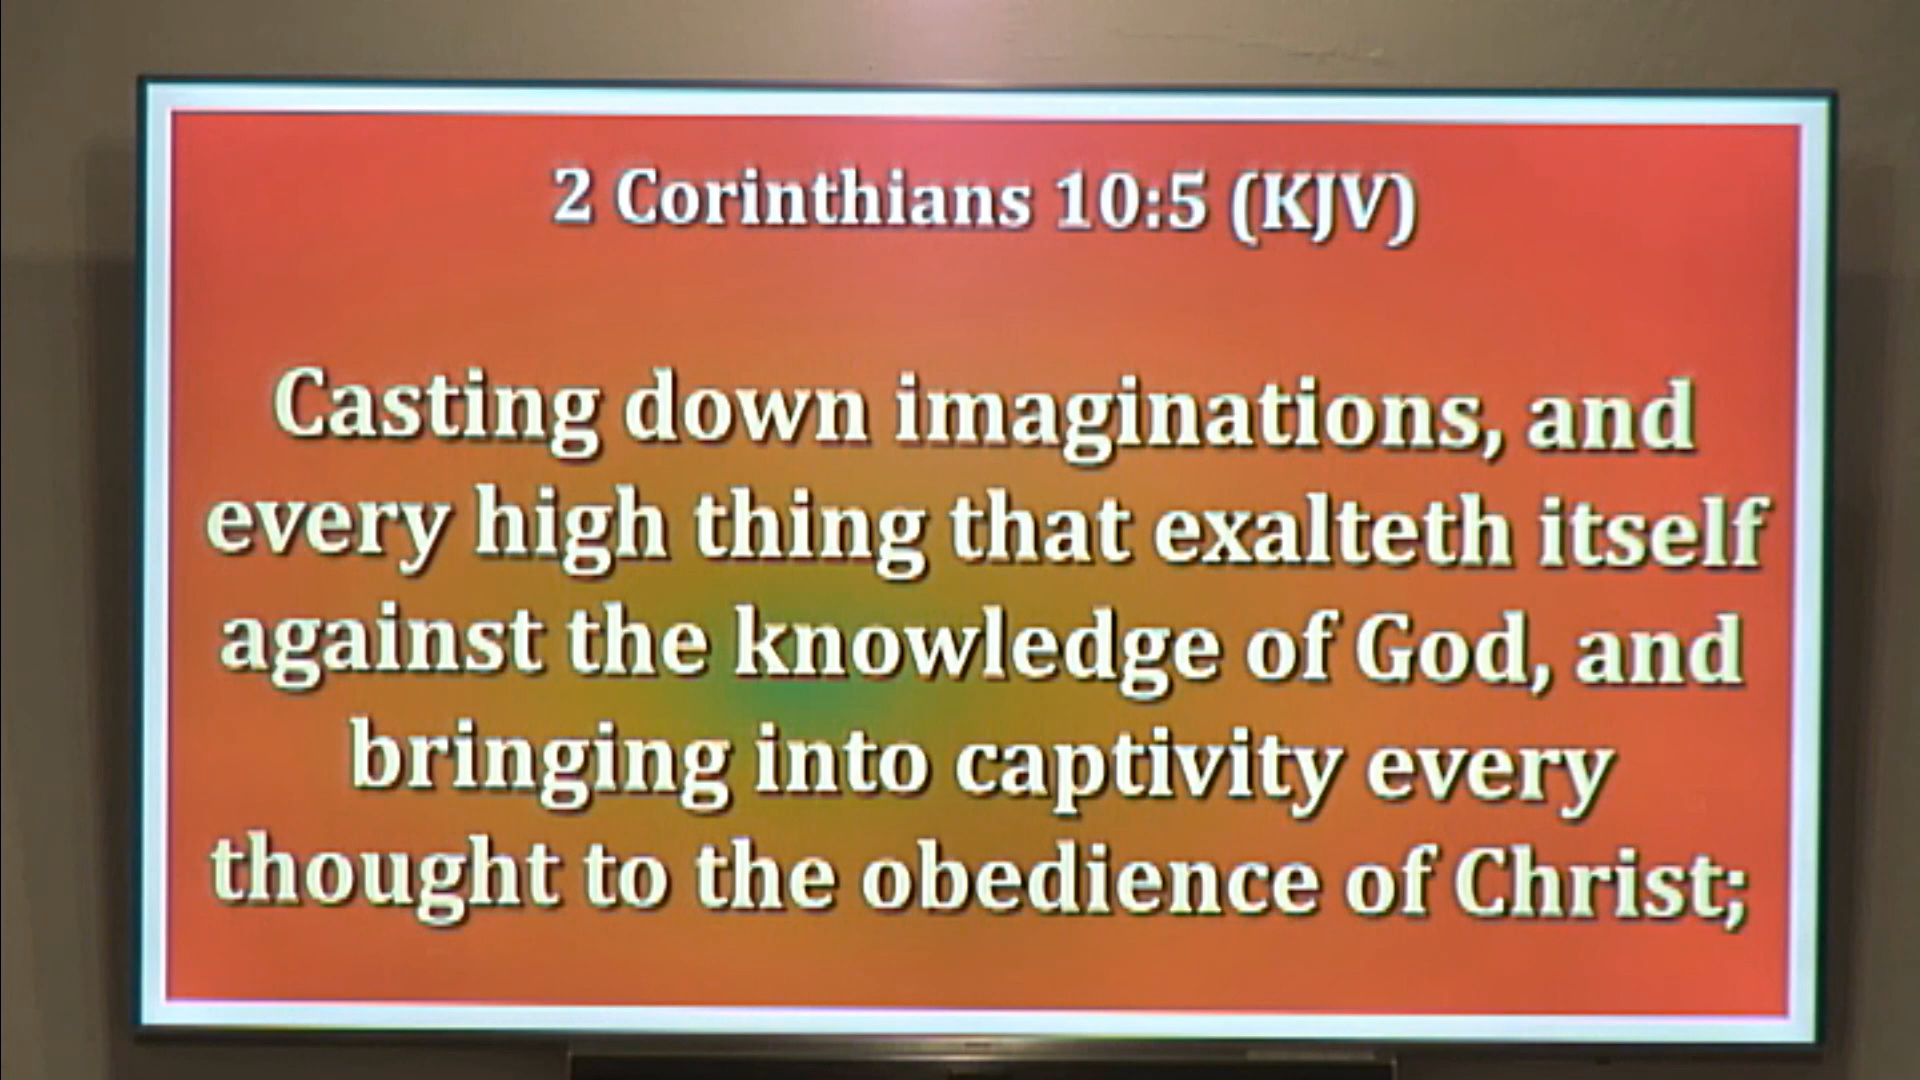 2 Corinthians 10:5 (KJV)
Casting down imaginations, and
every high thing that exalteth itself
against the knowledge of God, and
bringing into captivity every
thought to the obedience of Christ;